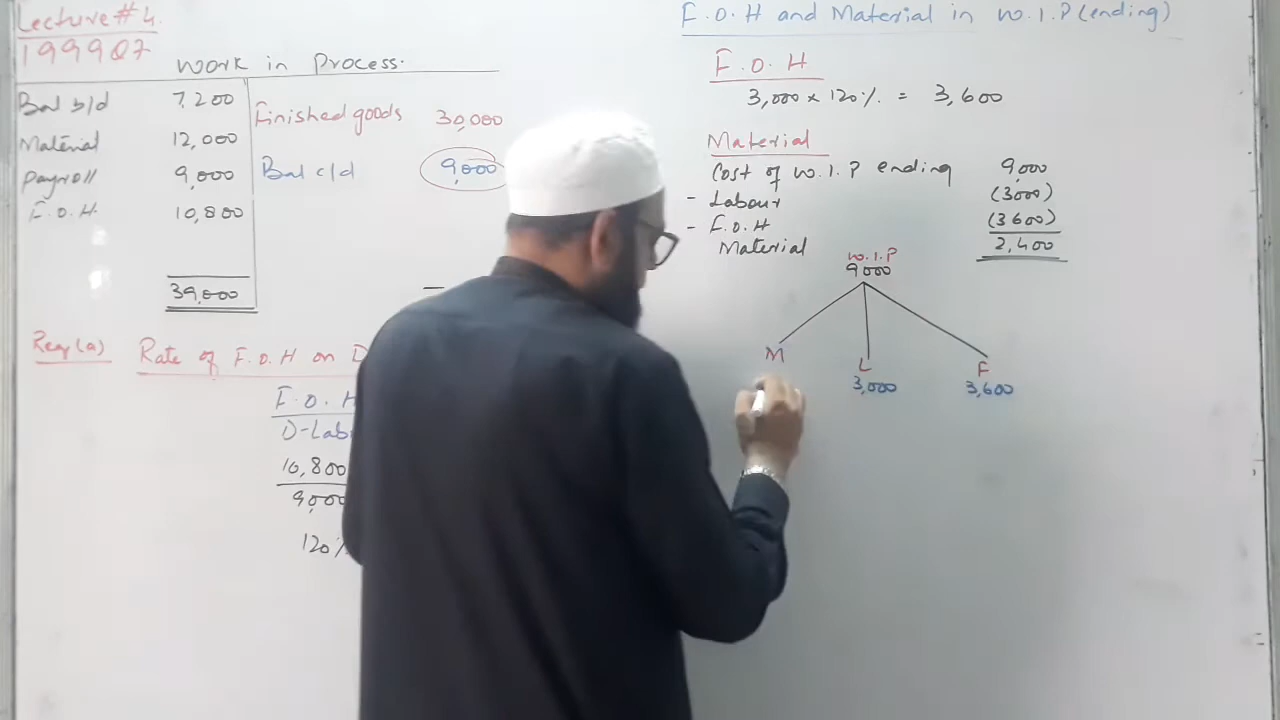 Lecture # 4
199907
Work in Process.
Bal b/d 7,200
Material 12,000
Payroll 9,000
F.O.H. 10,800
39,000
Finished goods 30,000
Bal c/d 9,000
Req (a) Rate of F.O.H on D
F.O.H
D-Lab
10,800
9,000
120%
F.O.H and Material in W.I.P (ending)
F.O.H
3,000 x 120% = 3,600
Material
Cost of W.I.P ending 9,000
- Labour (3000)
- F.O.H (3600)
Material 2,400
W.I.P
9000
M L F
3,000 3,600